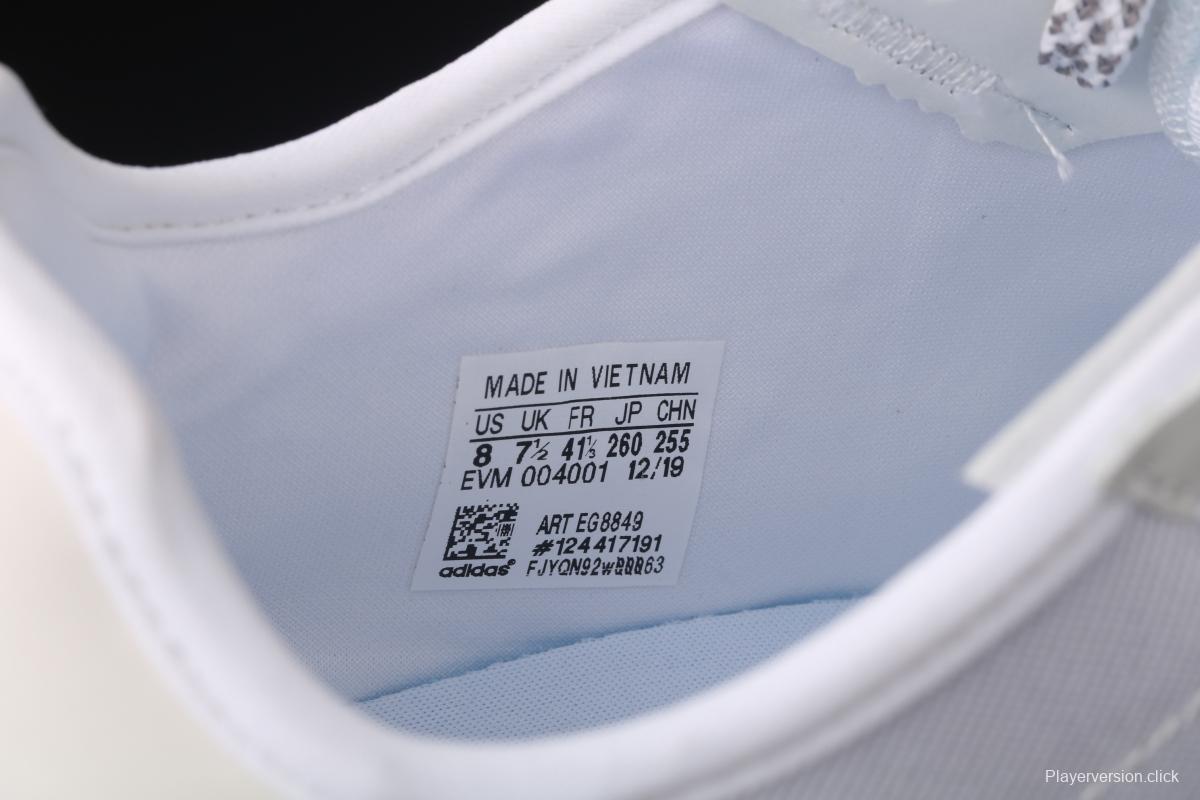 MADE IN VIETNAM
US UK FR JP CHN
8 7½ 41⅓ 260 255
EVM 004001 12/19
ART EG8849
#124417191
adidas®
Playerversion.click